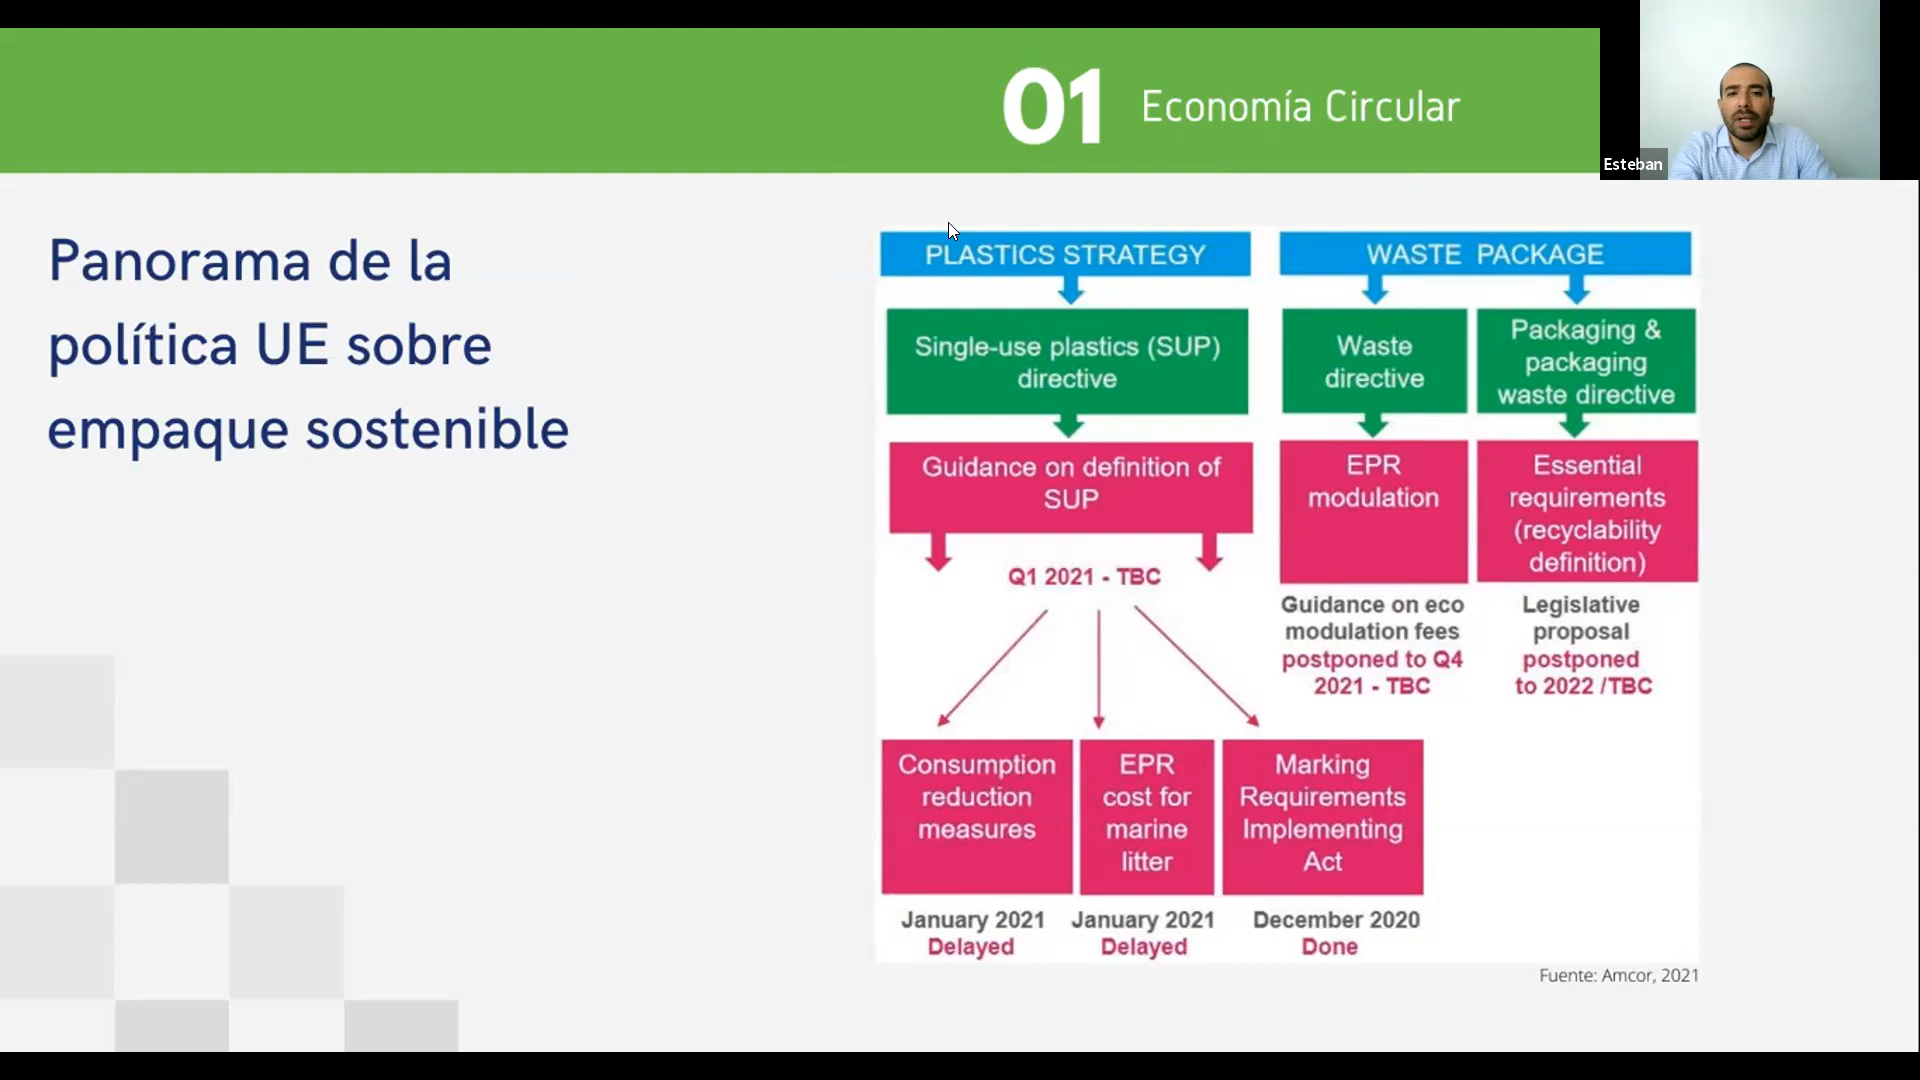 01 Economía Circular
Esteban
Panorama de la
política UE sobre
empaque sostenible
PLASTICS STRATEGY
WASTE PACKAGE
Single-use plastics (SUP)
directive
Waste
directive
Packaging &
packaging
waste directive
Guidance on definition of
SUP
EPR
modulation
Essential
requirements
(recyclability
definition)
Q1 2021 - TBC
Guidance on eco
modulation fees
postponed to Q4
2021 - TBC
Legislative
proposal
postponed
to 2022 /TBC
Consumption
reduction
measures
EPR
cost for
marine
litter
Marking
Requirements
Implementing
Act
January 2021
Delayed
January 2021
Delayed
December 2020
Done
Fuente: Amcor, 2021